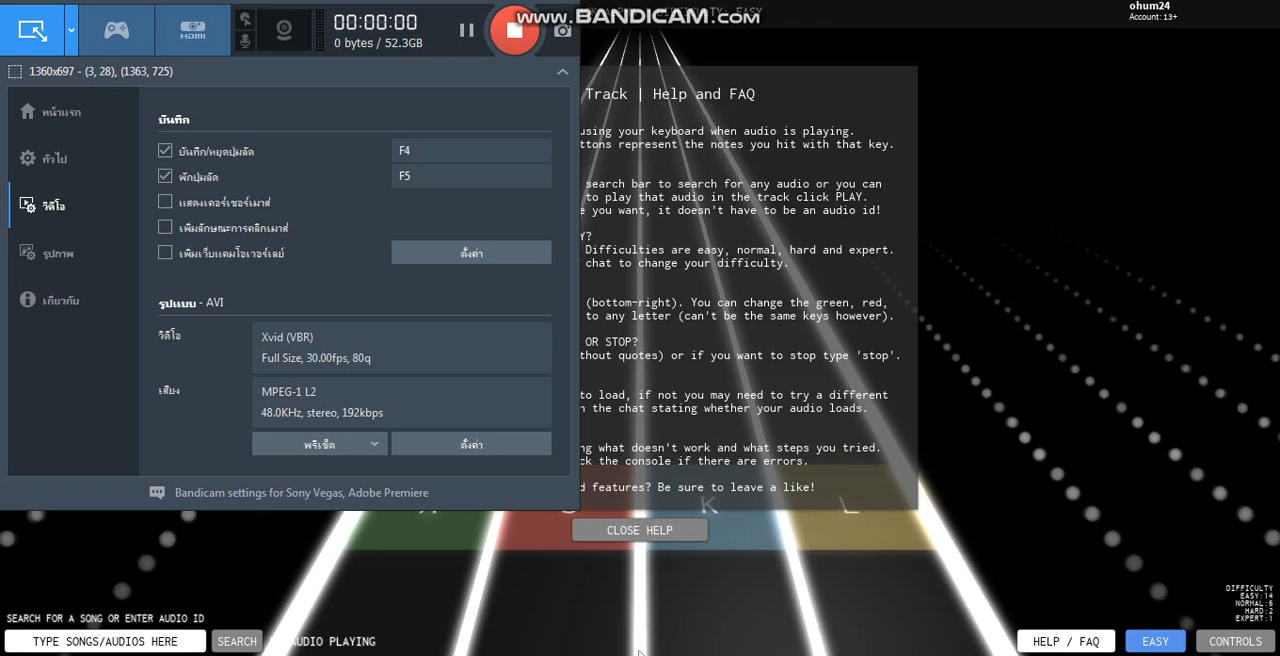 www.BANDICAM.com
DIFFICULTY: EASY
ohum24
Account: 13+
HDMI
00:00:00
0 bytes / 52.3GB
1360x697 - (3, 28), (1363, 725)
หน้าแรก
ทั่วไป
วิดีโอ
รูปภาพ
เกี่ยวกับ
บันทึก
บันทึก/หยุดปุ่มลัด
F4
พักปุ่มลัด
F5
แสดงเคอร์เซอร์เมาส์
เพิ่มลักษณะการคลิกเมาส์
เพิ่มเว็บแคมโอเวอร์เลย์
ตั้งค่า
รูปแบบ - AVI
วิดีโอ
Xvid (VBR)
Full Size, 30.00fps, 80q
เสียง
MPEG-1 L2
48.0KHz, stereo, 192kbps
พรีเซ็ต
ตั้งค่า
Bandicam settings for Sony Vegas, Adobe Premiere
Track | Help and FAQ
using your keyboard when audio is playing.
ttons represent the notes you hit with that key.
search bar to search for any audio or you can
to play that audio in the track click PLAY.
e you want, it doesn't have to be an audio id!
Y?
Difficulties are easy, normal, hard and expert.
chat to change your difficulty.
(bottom-right). You can change the green, red,
to any letter (can't be the same keys however).
OR STOP?
thout quotes) or if you want to stop type 'stop'.
to load, if not you may need to try a different
n the chat stating whether your audio loads.
ng what doesn't work and what steps you tried.
ck the console if there are errors.
d features? Be sure to leave a like!
K
L
CLOSE HELP
DIFFICULTY
EASY:14
NORMAL:6
HARD:2
EXPERT:1
SEARCH FOR A SONG OR ENTER AUDIO ID
TYPE SONGS/AUDIOS HERE
SEARCH
AUDIO PLAYING
HELP / FAQ
EASY
CONTROLS